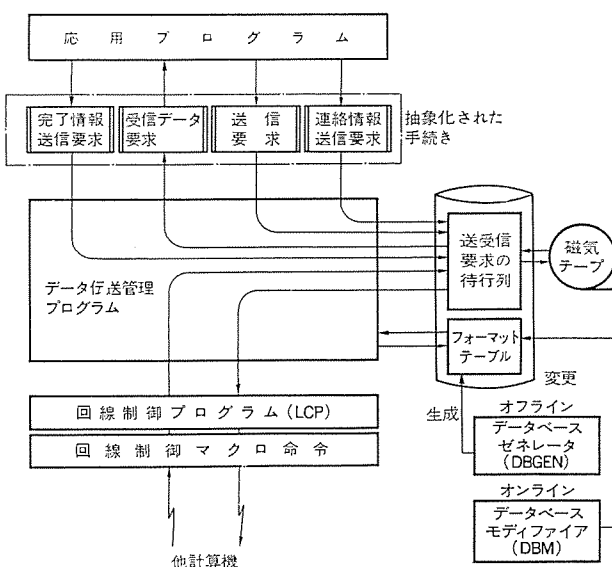 応用プログラム
完了情報
送信要求
受信データ
要求
送信
要求
連絡情報
送信要求
抽象化された
手続き
データ伝送管理
プログラム
送受信
要求の
待行列
磁気
テープ
フォーマット
テーブル
変更
生成
回線制御プログラム(LCP)
回線制御マクロ命令
オフライン
データベース
ゼネレータ
(DBGEN)
オンライン
データベース
モディファイア
(DBM)
他計算機